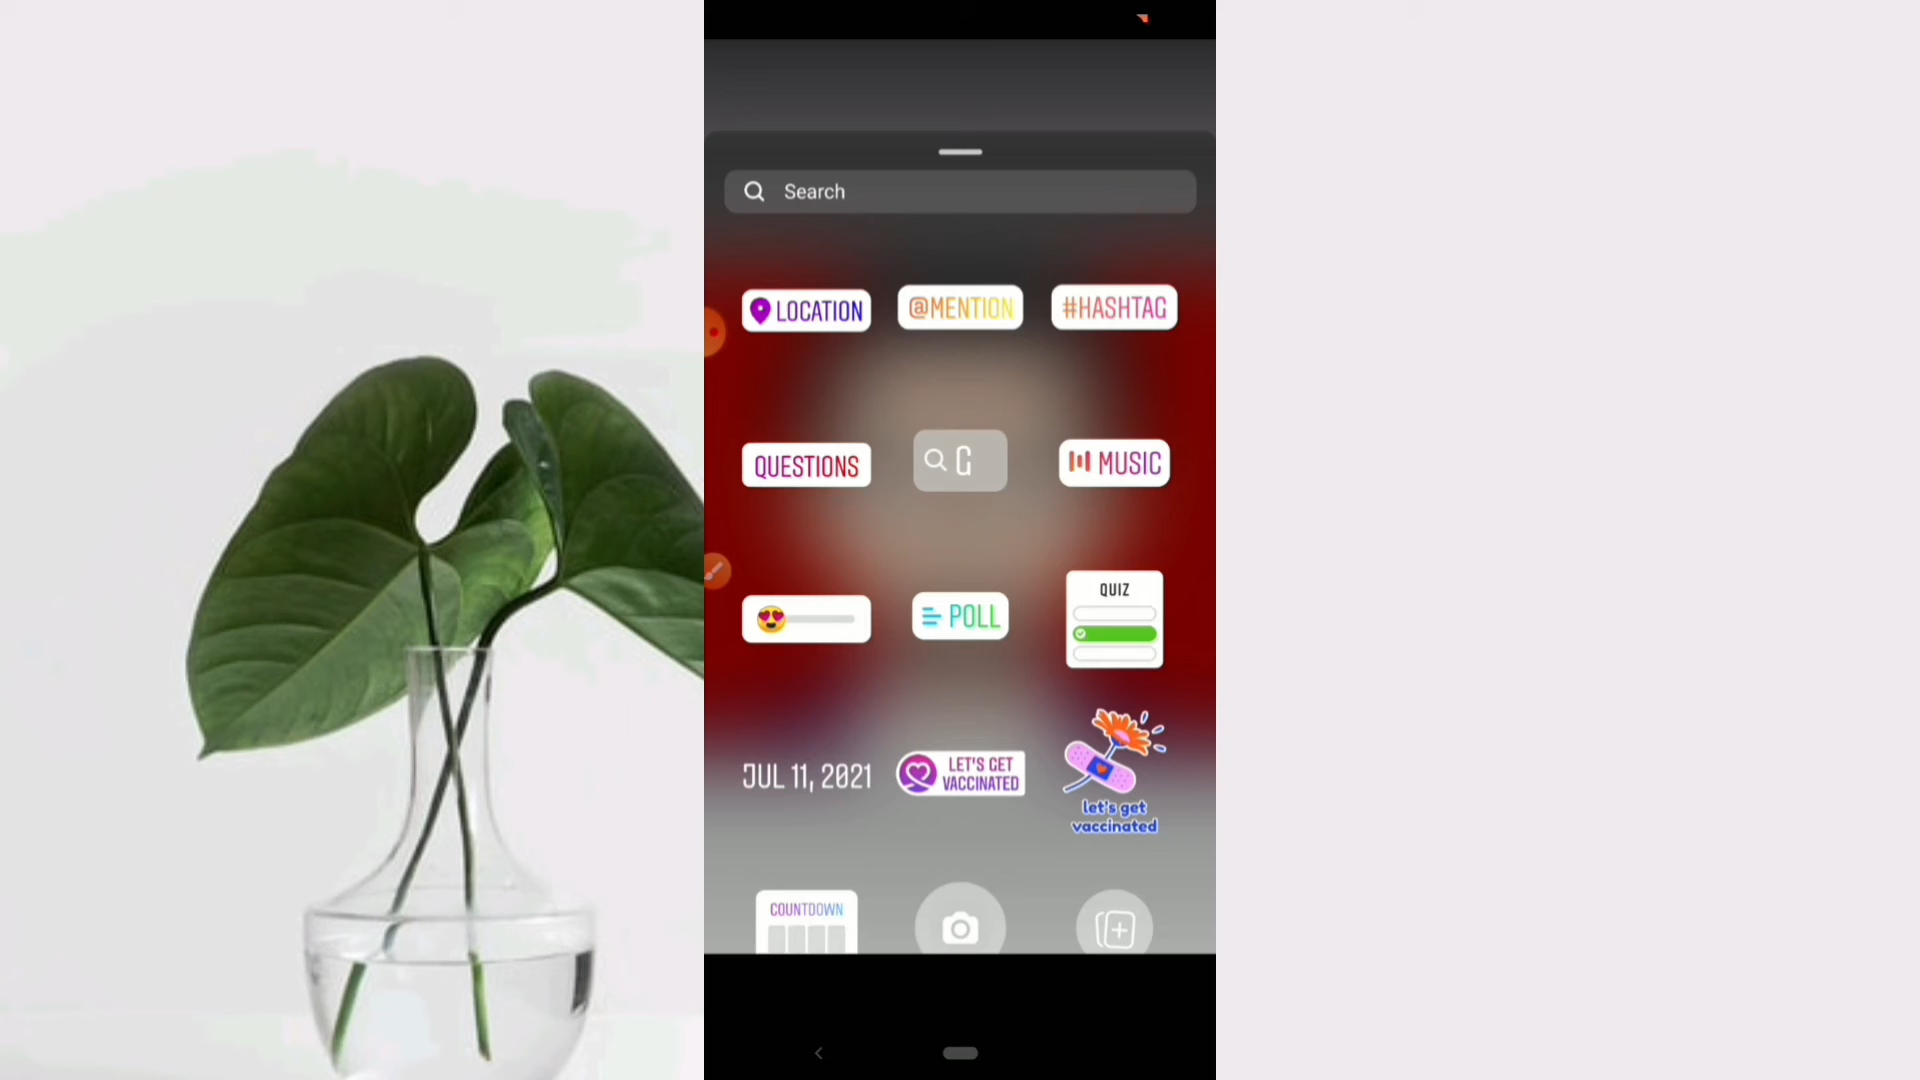 Search
LOCATION
@MENTION
#HASHTAG
QUESTIONS
G
MUSIC
POLL
QUIZ
JUL 11, 2021
LET'S GET
VACCINATED
let's get
vaccinated
COUNTDOWN